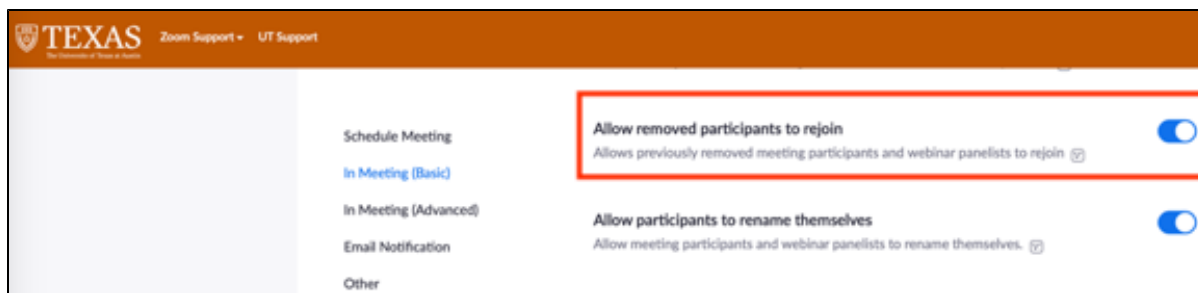 TEXAS Zoom Support UT Support
The University of Texas at Austin
Schedule Meeting
In Meeting (Basic)
In Meeting (Advanced)
Email Notification
Other
Allow removed participants to rejoin
Allows previously removed meeting participants and webinar panelists to rejoin
Allow participants to rename themselves
Allow meeting participants and webinar panelists to rename themselves.